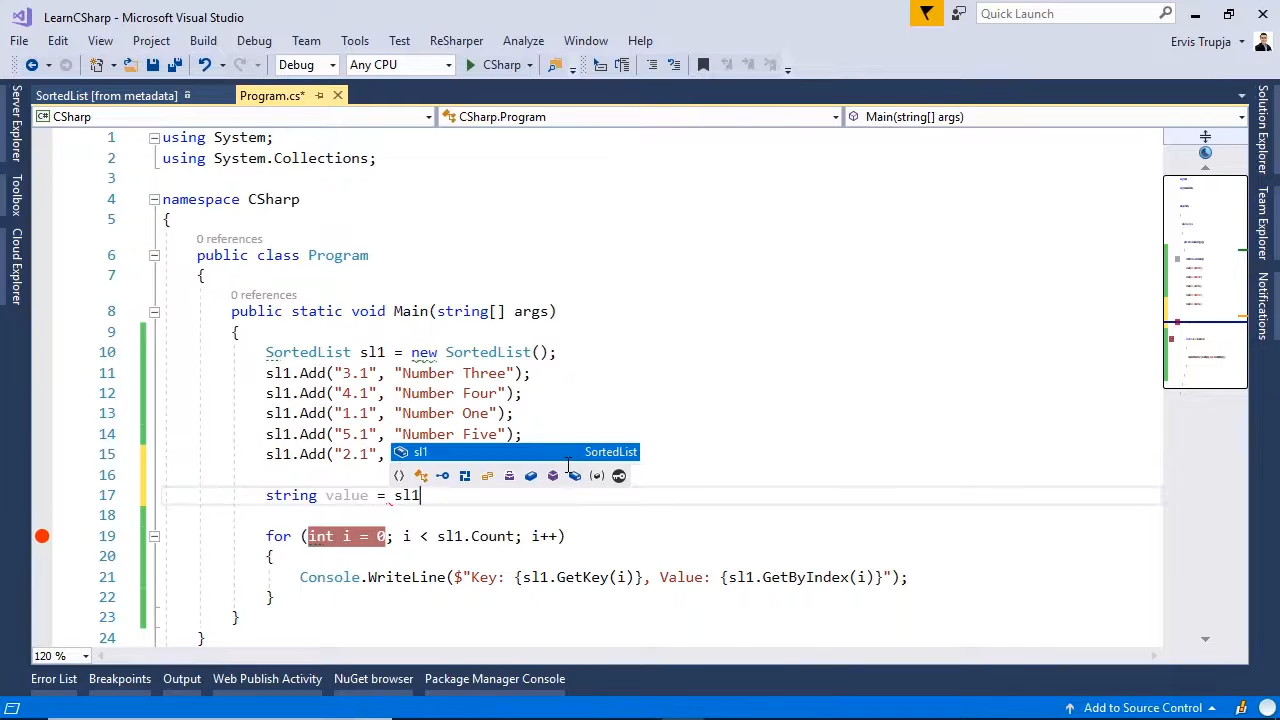 LearnCSharp - Microsoft Visual Studio
Quick Launch
File Edit View Project Build Debug Team Tools Test ReSharper Analyze Window Help
Ervis Trupja
Debug Any CPU CSharp
SortedList [from metadata] Program.cs*
CSharp CSharp.Program Main(string[] args)
Server Explorer
Toolbox
Cloud Explorer
Solution Explorer
Team Explorer
Notifications
1 using System;
2 using System.Collections;
3
4 namespace CSharp
5 {
0 references
6 public class Program
7 {
0 references
8 public static void Main(string[] args)
9 {
10 SortedList sl1 = new SortedList();
11 sl1.Add("3.1", "Number Three");
12 sl1.Add("4.1", "Number Four");
13 sl1.Add("1.1", "Number One");
14 sl1.Add("5.1", "Number Five");
15 sl1.Add("2.1",
sl1 SortedList
16
17 string value = sl1
18
19 for (int i = 0; i < sl1.Count; i++)
20 {
21 Console.WriteLine($"Key: {sl1.GetKey(i)}, Value: {sl1.GetByIndex(i)}");
22 }
23 }
24 }
120 %
Error List Breakpoints Output Web Publish Activity NuGet browser Package Manager Console
Add to Source Control